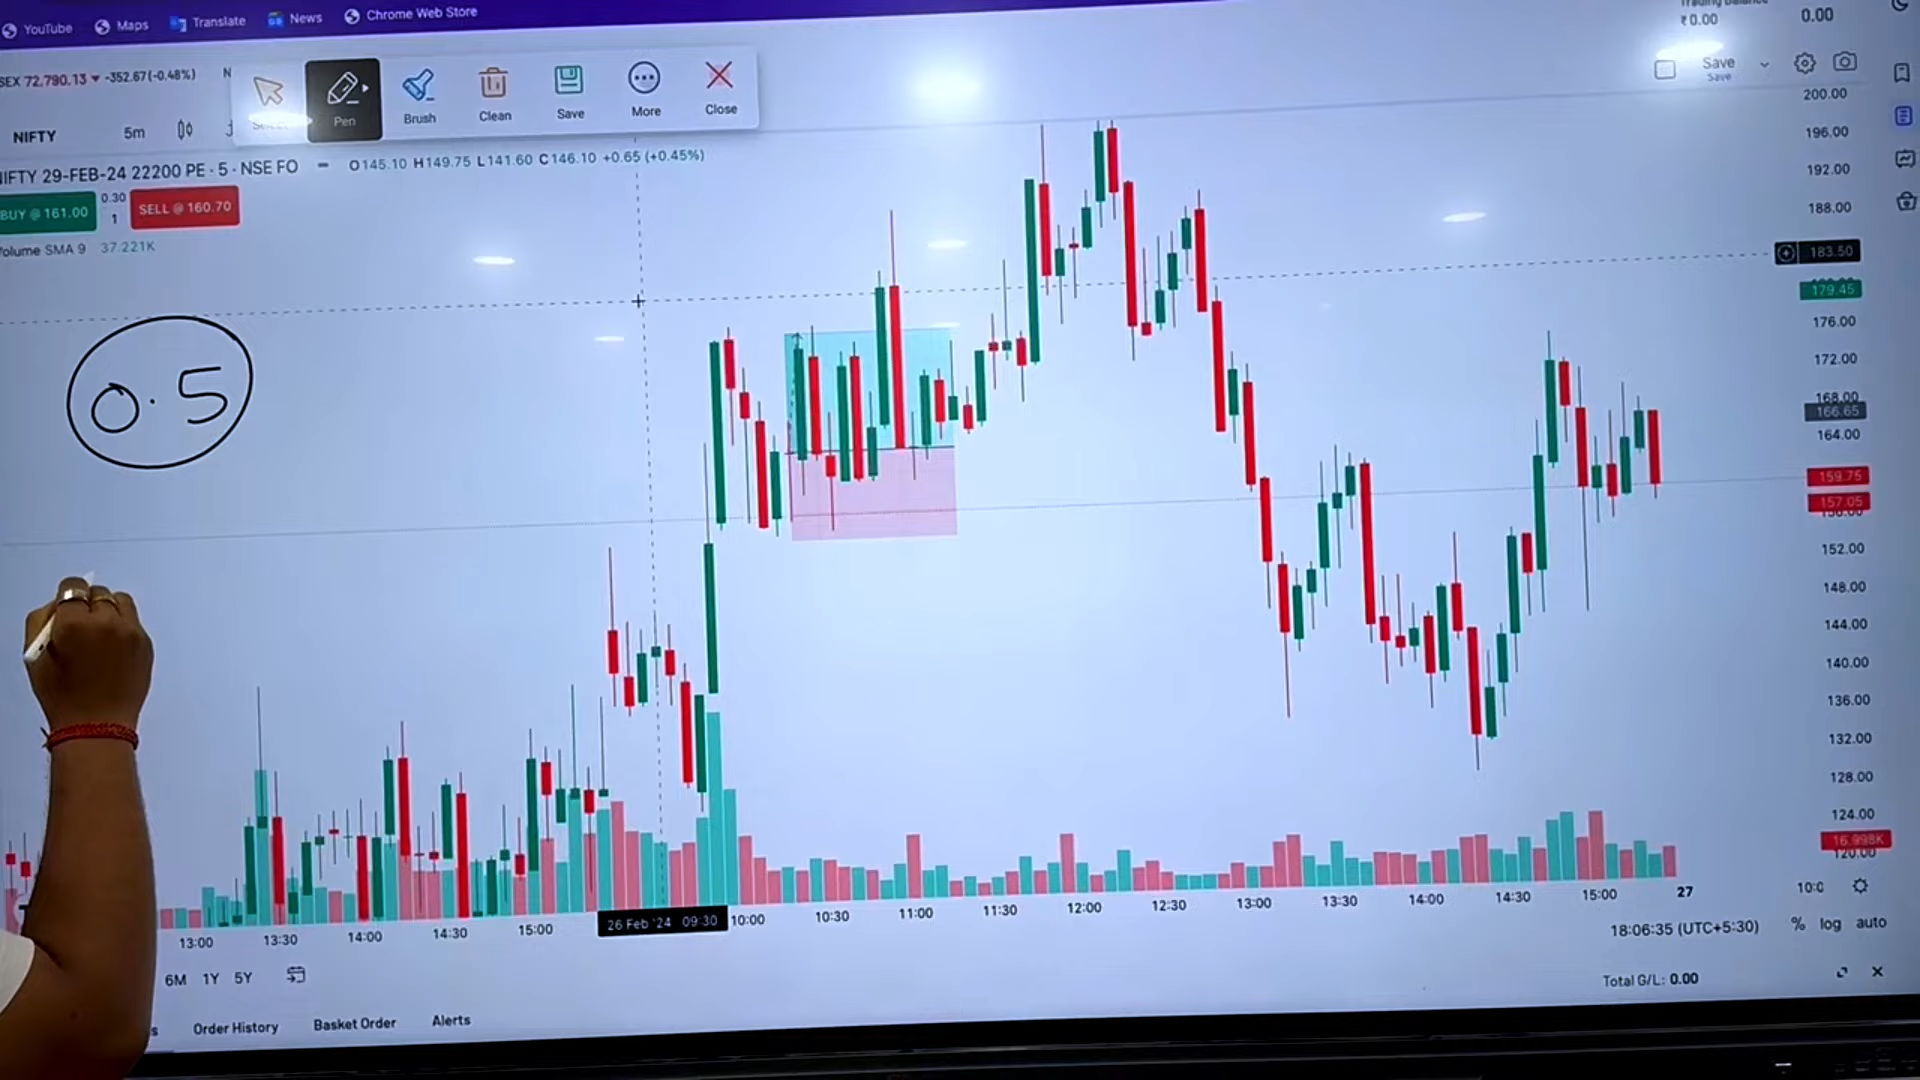 YouTube Maps Translate News Chrome Web Store
₹0.00 0.00
SEX 72,790.13 ▼ -352.67(-0.48%) N
Pen Brush Clean Save More Close
Save
Save
NIFTY 5m
IFTY 29-FEB-24 22200 PE · 5 · NSE FO O145.10 H149.75 L141.60 C146.10 +0.65 (+0.45%)
BUY @ 161.00 0.30 1 SELL @ 160.70
Volume SMA 9 37.221K
0.5
200.00
196.00
192.00
188.00
183.50
179.45
176.00
172.00
168.00
166.65
164.00
159.75
157.05
152.00
148.00
144.00
140.00
136.00
132.00
128.00
124.00
16.998K
120.00
13:00 13:30 14:00 14:30 15:00 26 Feb '24 09:30 10:00 10:30 11:00 11:30 12:00 12:30 13:00 13:30 14:00 14:30 15:00 27 10:0
6M 1Y 5Y
18:06:35 (UTC+5:30) % log auto
Total G/L: 0.00
s Order History Basket Order Alerts